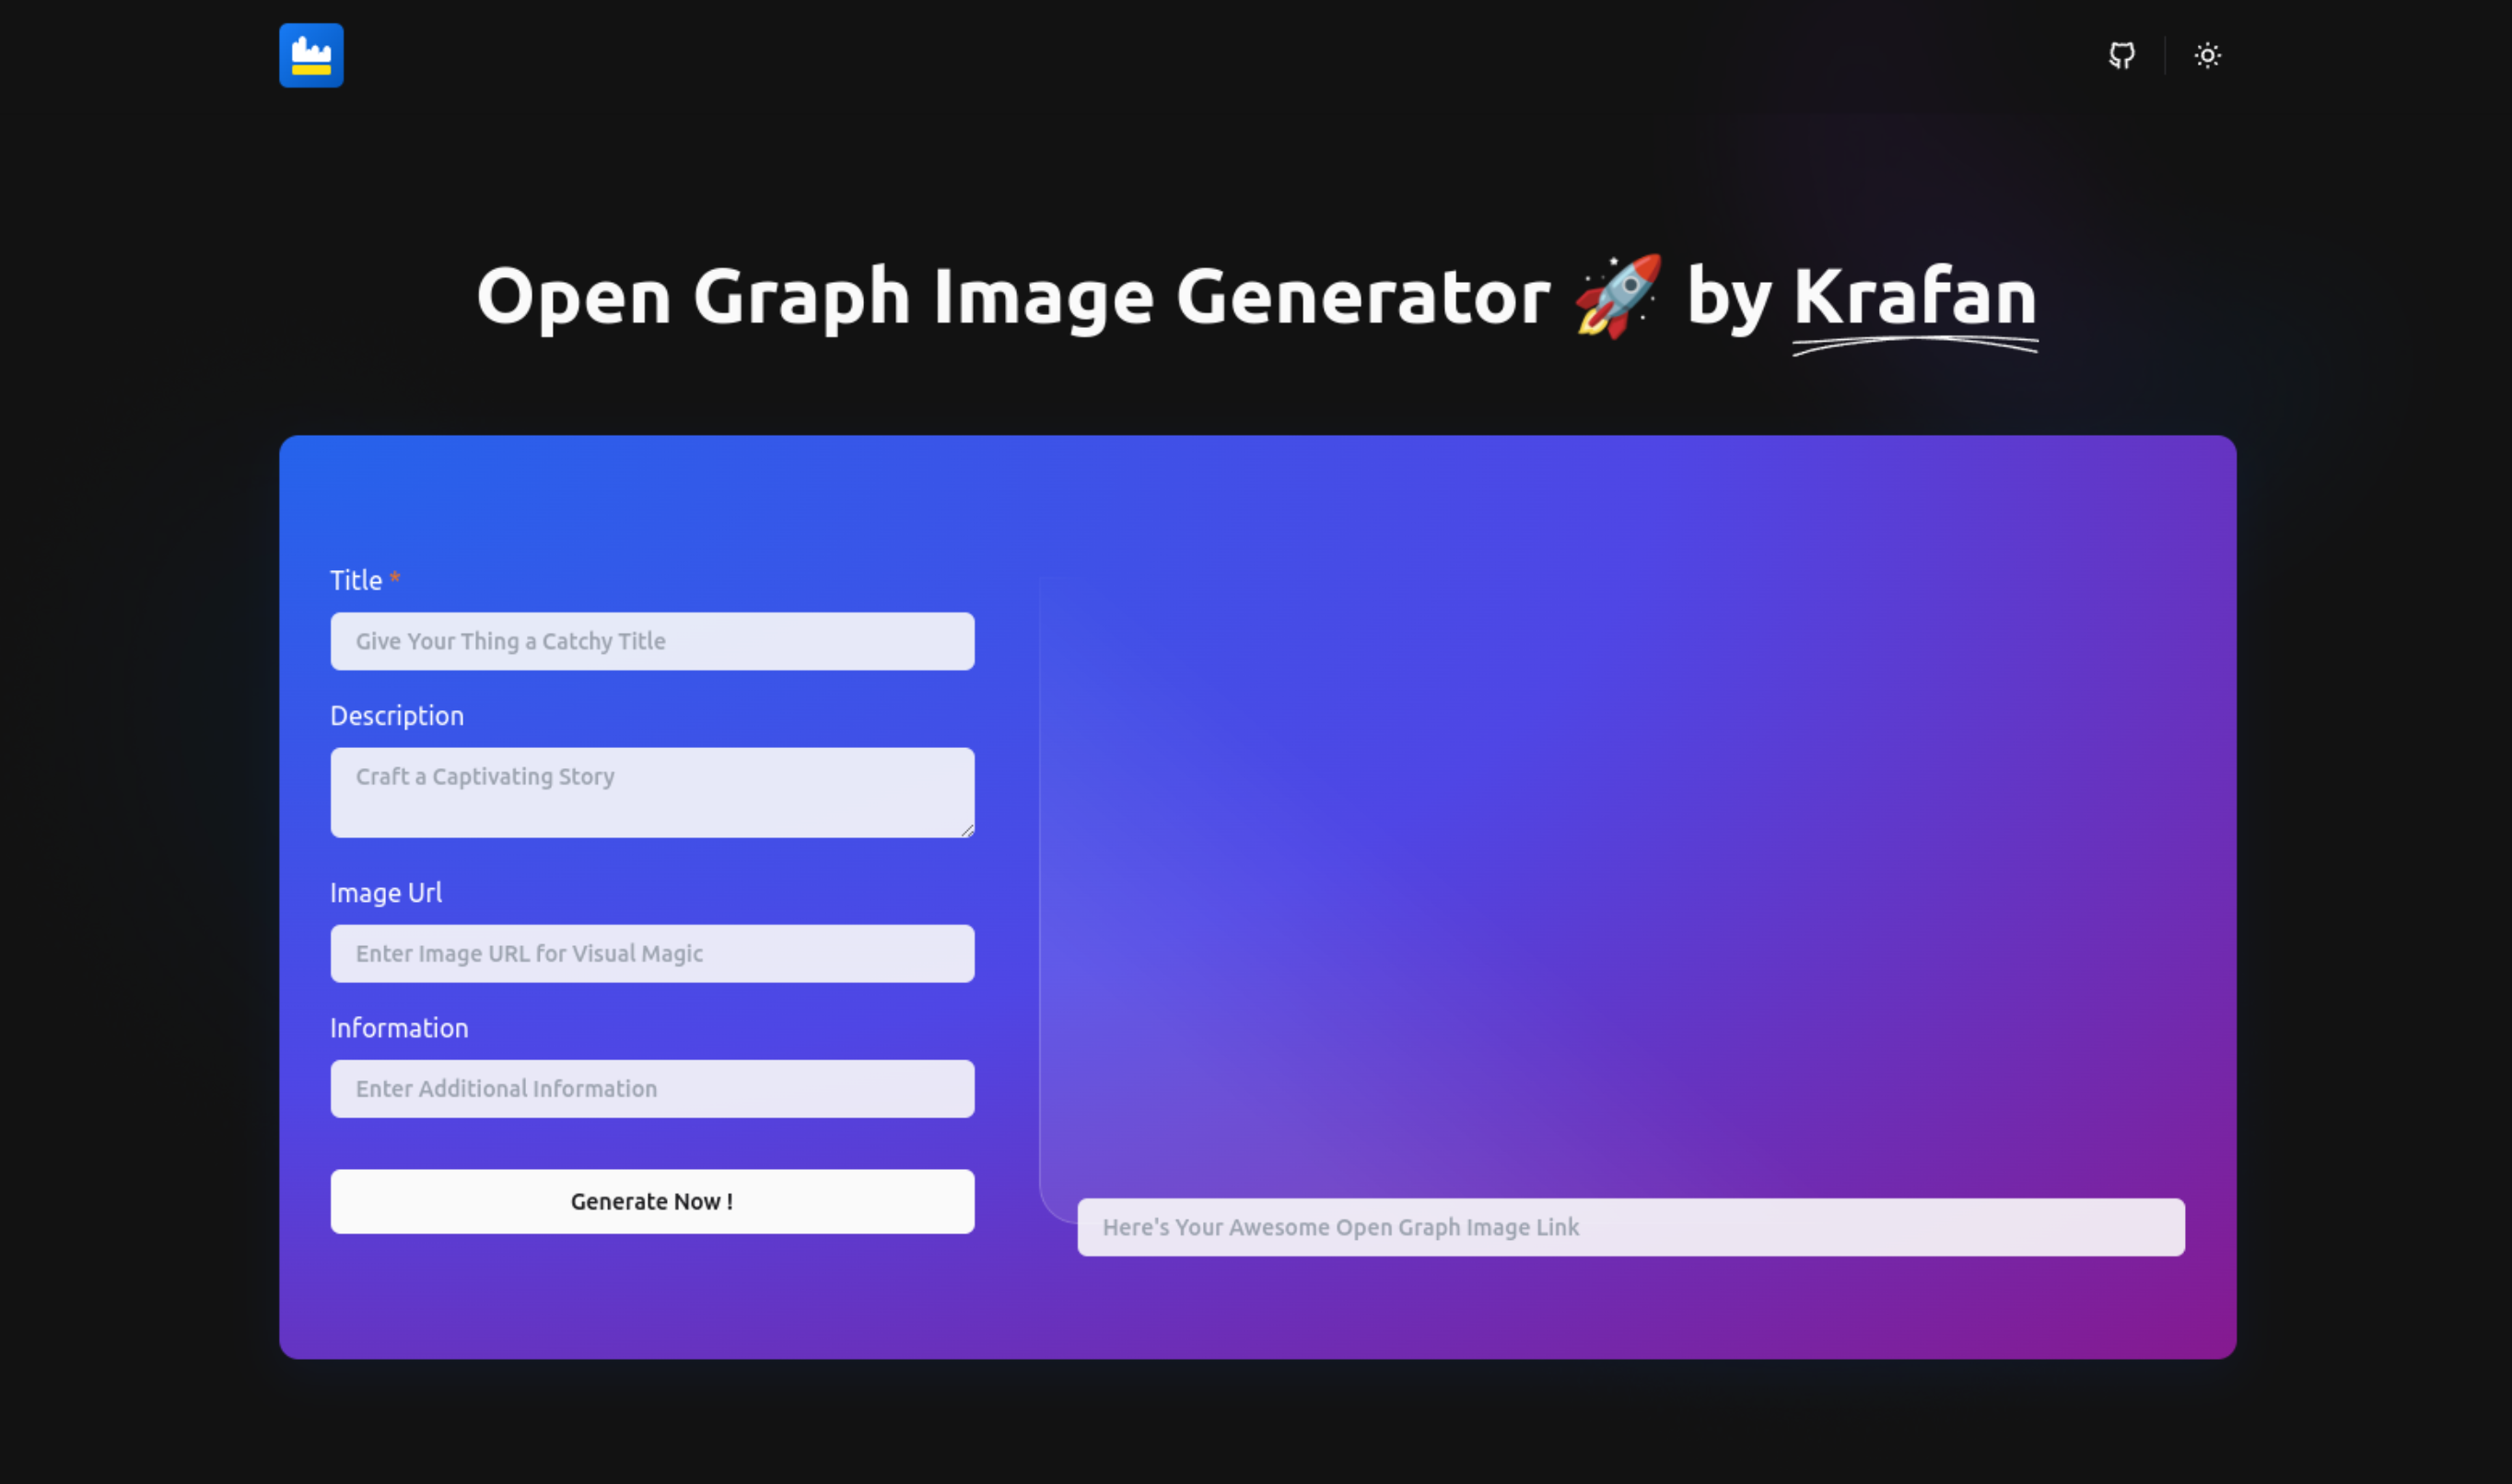 Open Graph Image Generator 🚀 by Krafan
Title *
Give Your Thing a Catchy Title
Description
Craft a Captivating Story
Image Url
Enter Image URL for Visual Magic
Information
Enter Additional Information
Generate Now !
Here's Your Awesome Open Graph Image Link